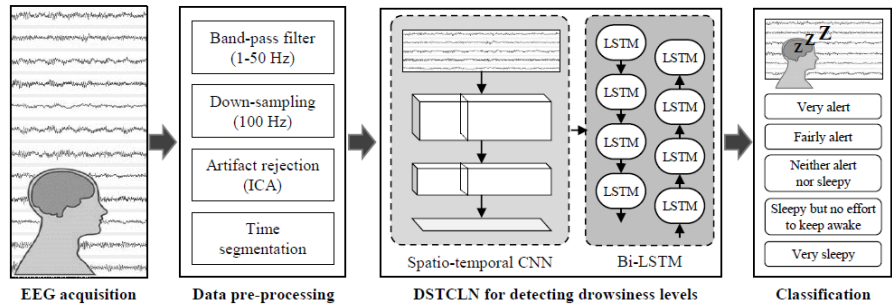 Band-pass filter
(1-50 Hz)
Down-sampling
(100 Hz)
Artifact rejection
(ICA)
Time
segmentation
LSTM
LSTM
LSTM
LSTM
LSTM
LSTM
LSTM
LSTM
Spatio-temporal CNN
Bi-LSTM
z z Z
Very alert
Fairly alert
Neither alert
nor sleepy
Sleepy but no effort
to keep awake
Very sleepy
EEG acquisition
Data pre-processing
DSTCLN for detecting drowsiness levels
Classification